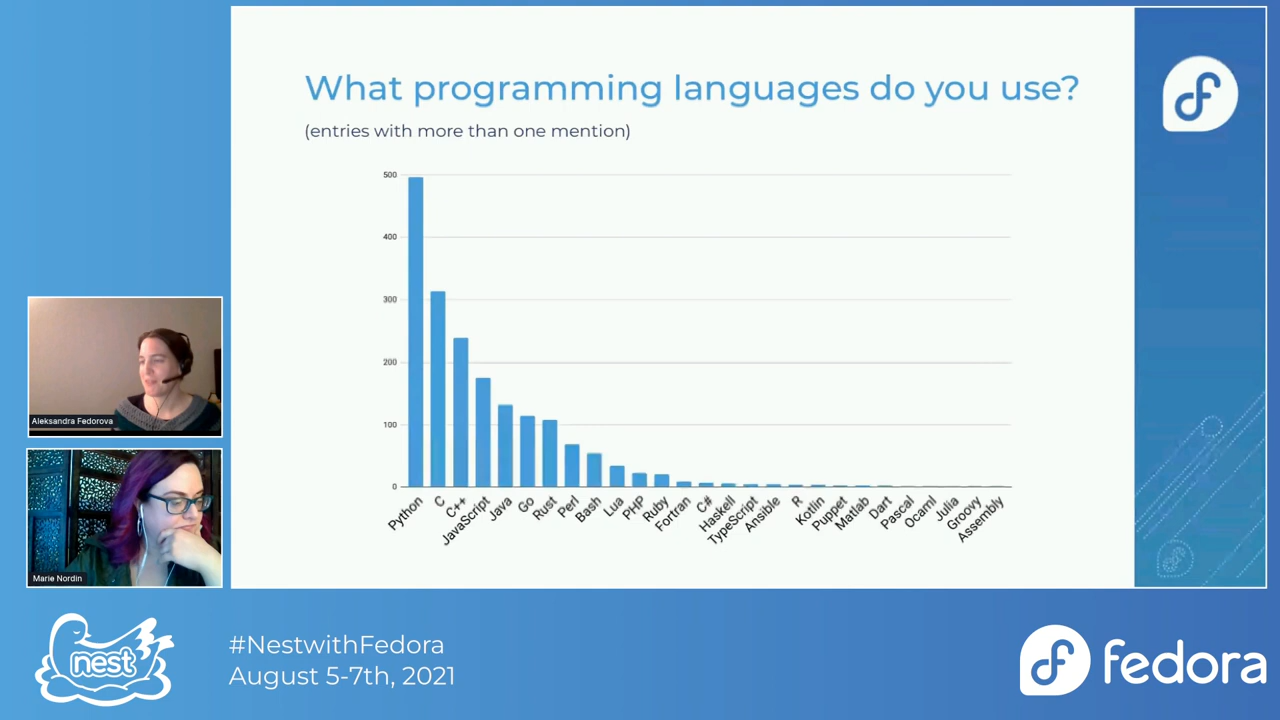 What programming languages do you use?
(entries with more than one mention)
500
400
300
200
100
0
Python
C
C++
JavaScript
Java
Go
Rust
Perl
Bash
Lua
PHP
Ruby
Fortran
C#
Haskell
TypeScript
Ansible
R
Kotlin
Puppet
Matlab
Dart
Pascal
Ocaml
Julia
Groovy
Assembly
Aleksandra Fedorova
Marie Nordin
nest
#NestwithFedora
August 5-7th, 2021
fedora